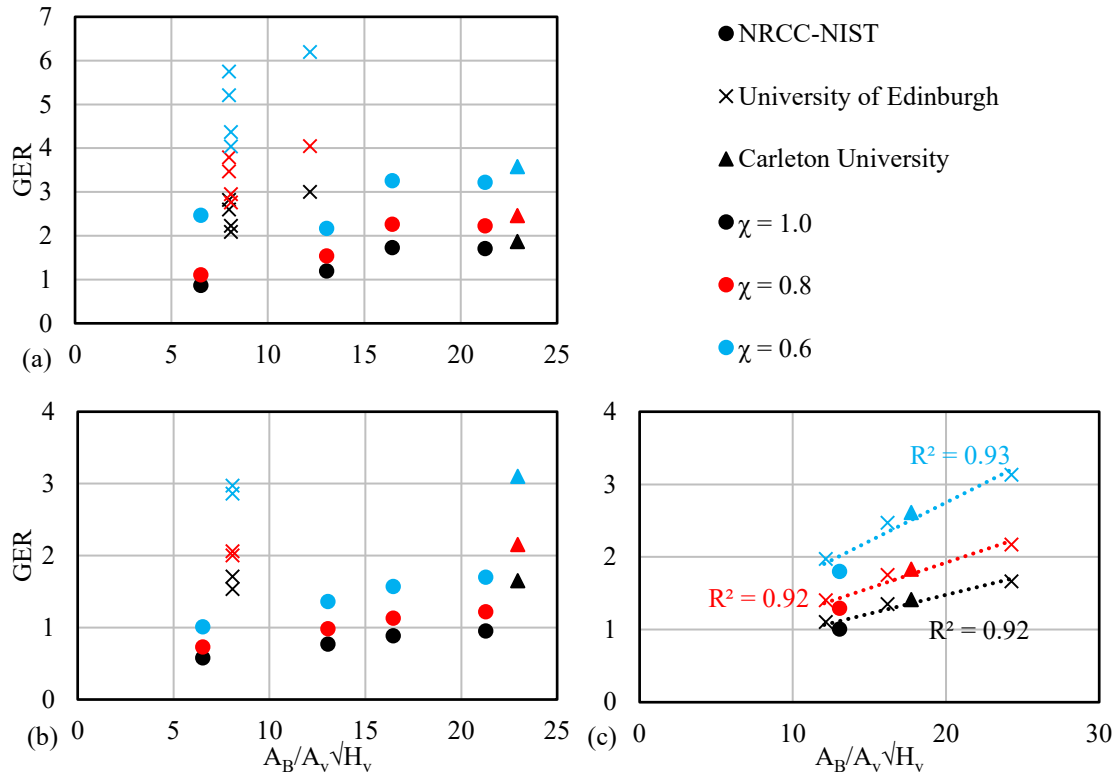 7
6
5
4
3
2
1
0
GER
(a)
0 5 10 15 20 25
NRCC-NIST
University of Edinburgh
Carleton University
χ = 1.0
χ = 0.8
χ = 0.6
4
3
2
1
0
GER
(b)
0 5 10 15 20 25
A_B/A_v√H_v
4
3
2
1
0
R² = 0.93
R² = 0.92
R² = 0.92
(c)
0 10 20 30
A_B/A_v√H_v